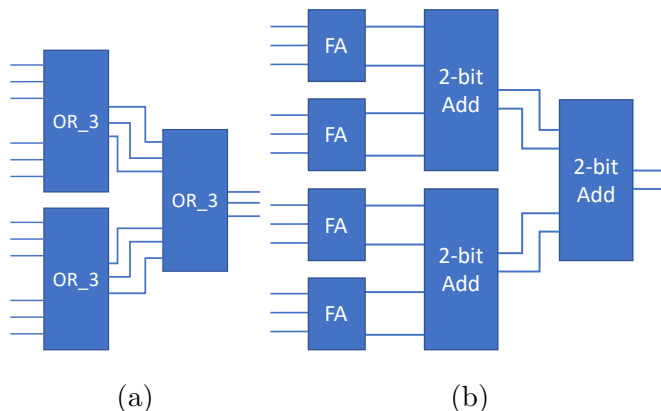 OR_3
OR_3
OR_3
(a)
FA
FA
FA
FA
2-bit
Add
2-bit
Add
2-bit
Add
(b)